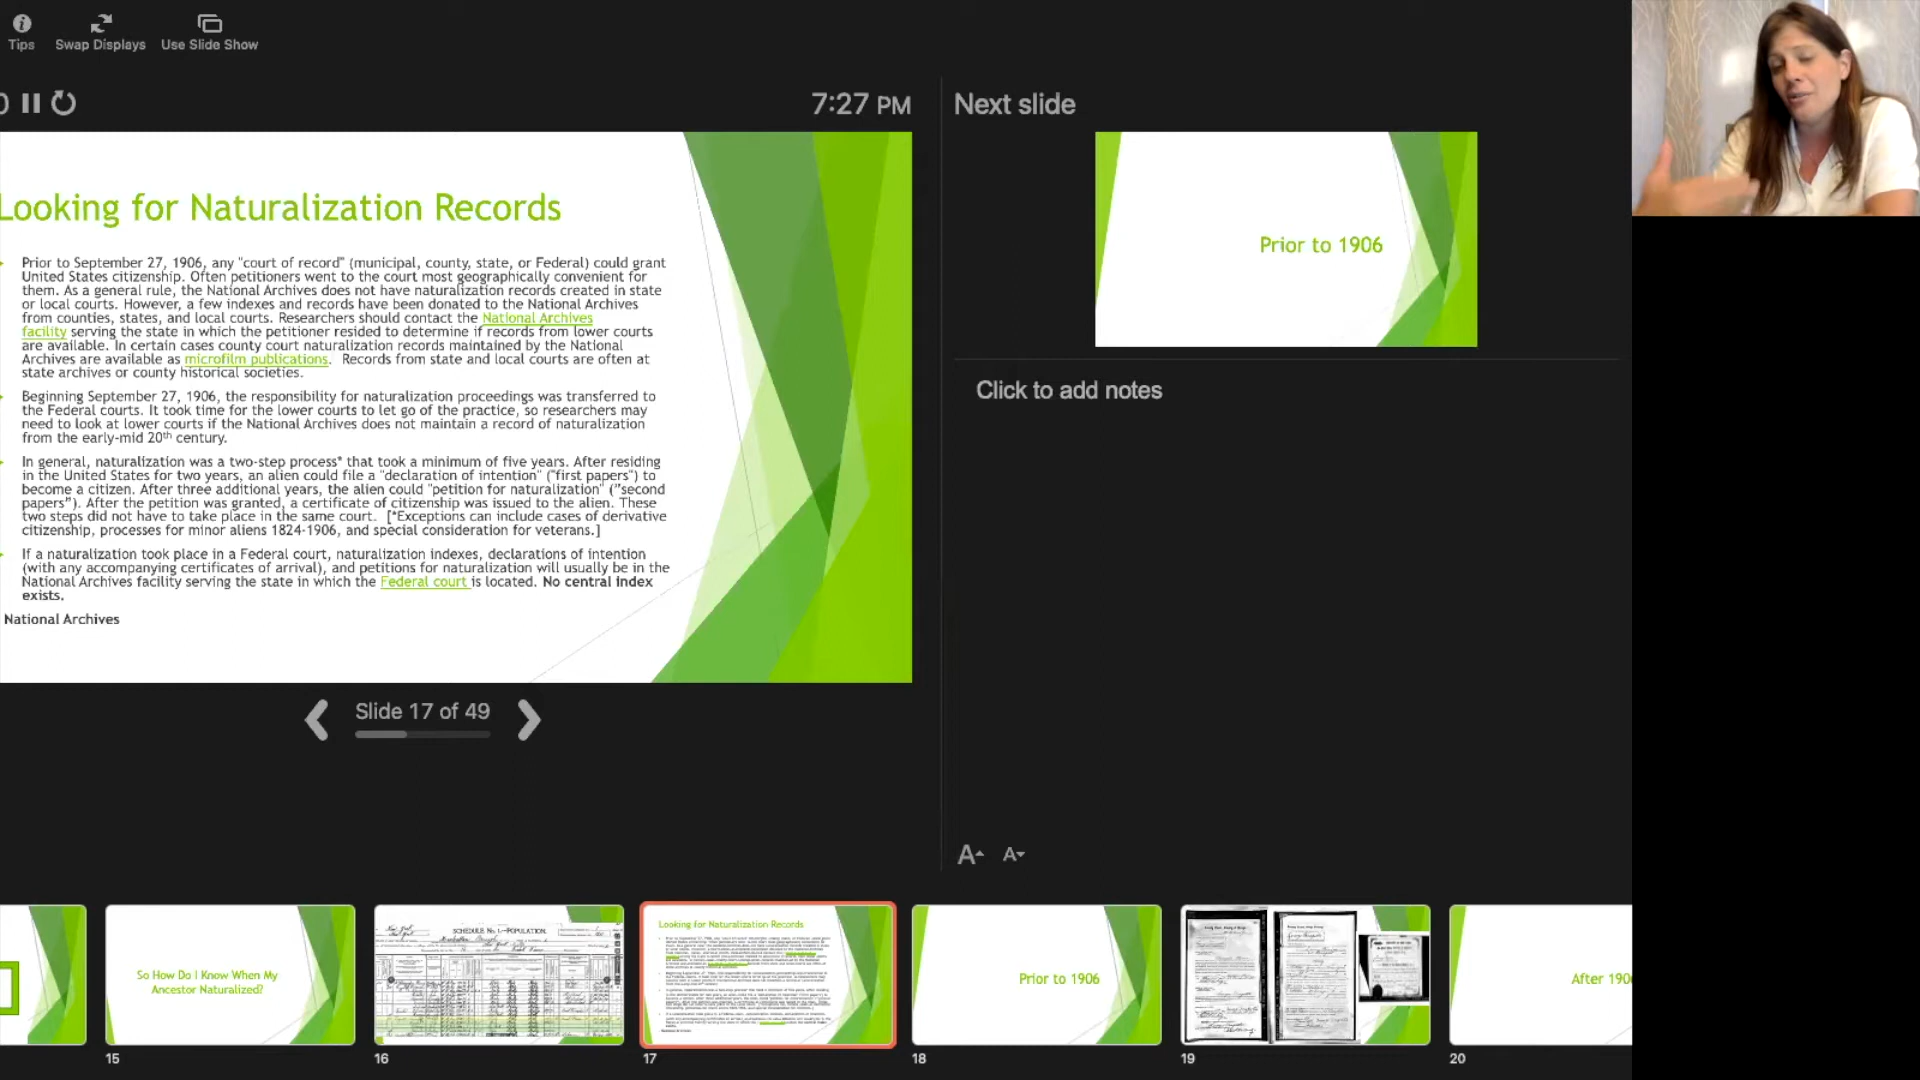 Tips
Swap Displays
Use Slide Show
7:27 PM
Next slide
Looking for Naturalization Records
Prior to September 27, 1906, any "court of record" (municipal, county, state, or Federal) could grant
United States citizenship. Often petitioners went to the court most geographically convenient for
them. As a general rule, the National Archives does not have naturalization records created in state
or local courts. However, a few indexes and records have been donated to the National Archives
from counties, states, and local courts. Researchers should contact the National Archives
facility serving the state in which the petitioner resided to determine if records from lower courts
are available. In certain cases county court naturalization records maintained by the National
Archives are available as microfilm publications. Records from state and local courts are often at
state archives or county historical societies.
Beginning September 27, 1906, the responsibility for naturalization proceedings was transferred to
the Federal courts. It took time for the lower courts to let go of the practice, so researchers may
need to look at lower courts if the National Archives does not maintain a record of naturalization
from the early-mid 20th century.
In general, naturalization was a two-step process* that took a minimum of five years. After residing
in the United States for two years, an alien could file a "declaration of intention" ("first papers") to
become a citizen. After three additional years, the alien could "petition for naturalization" ("second
papers"). After the petition was granted, a certificate of citizenship was issued to the alien. These
two steps did not have to take place in the same court. [*Exceptions can include cases of derivative
citizenship, processes for minor aliens 1824-1906, and special consideration for veterans.]
If a naturalization took place in a Federal court, naturalization indexes, declarations of intention
(with any accompanying certificates of arrival), and petitions for naturalization will usually be in the
National Archives facility serving the state in which the Federal court is located. No central index
exists.
National Archives
Prior to 1906
Click to add notes
Slide 17 of 49
So How Do I Know When My
Ancestor Naturalized?
SCHEDULE No. 1.—POPULATION.
Looking for Naturalization Records
Prior to 1906
After 190
15
16
17
18
19
20